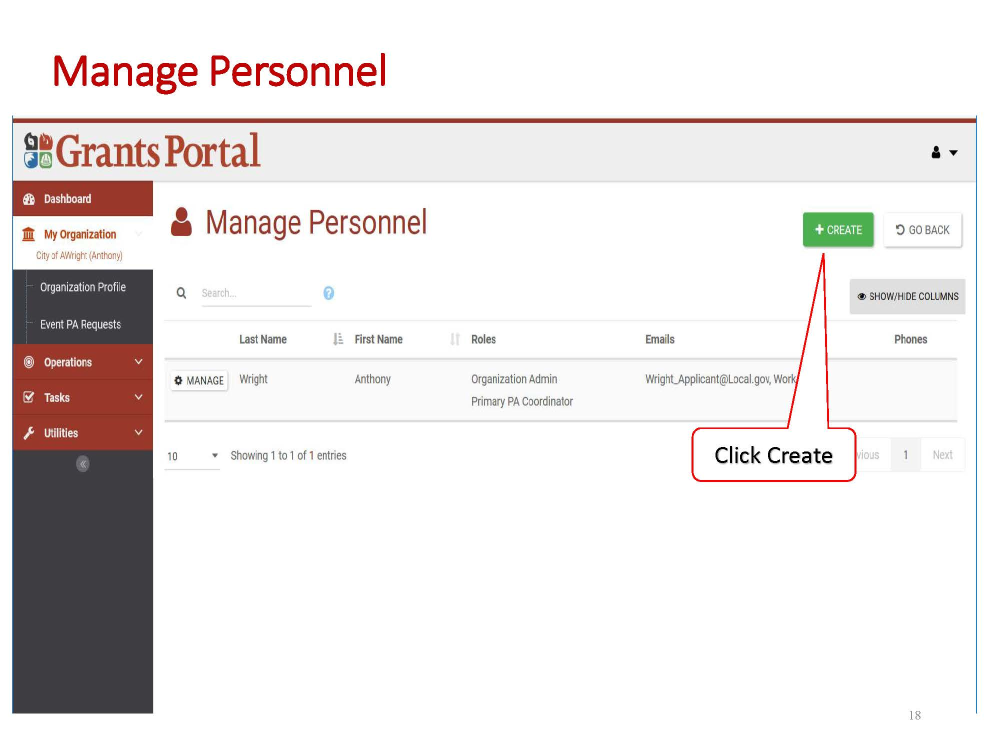 Manage Personnel
Grants Portal
Dashboard
My Organization
City of AWright (Anthony)
Organization Profile
Event PA Requests
Operations
Tasks
Utilities
Manage Personnel
+ CREATE
GO BACK
Search...
?
SHOW/HIDE COLUMNS
Last Name First Name Roles Emails Phones
MANAGE Wright Anthony Organization Admin Wright_Applicant@Local.gov, Work
Primary PA Coordinator
10 Showing 1 to 1 of 1 entries
Click Create
vious 1 Next
18